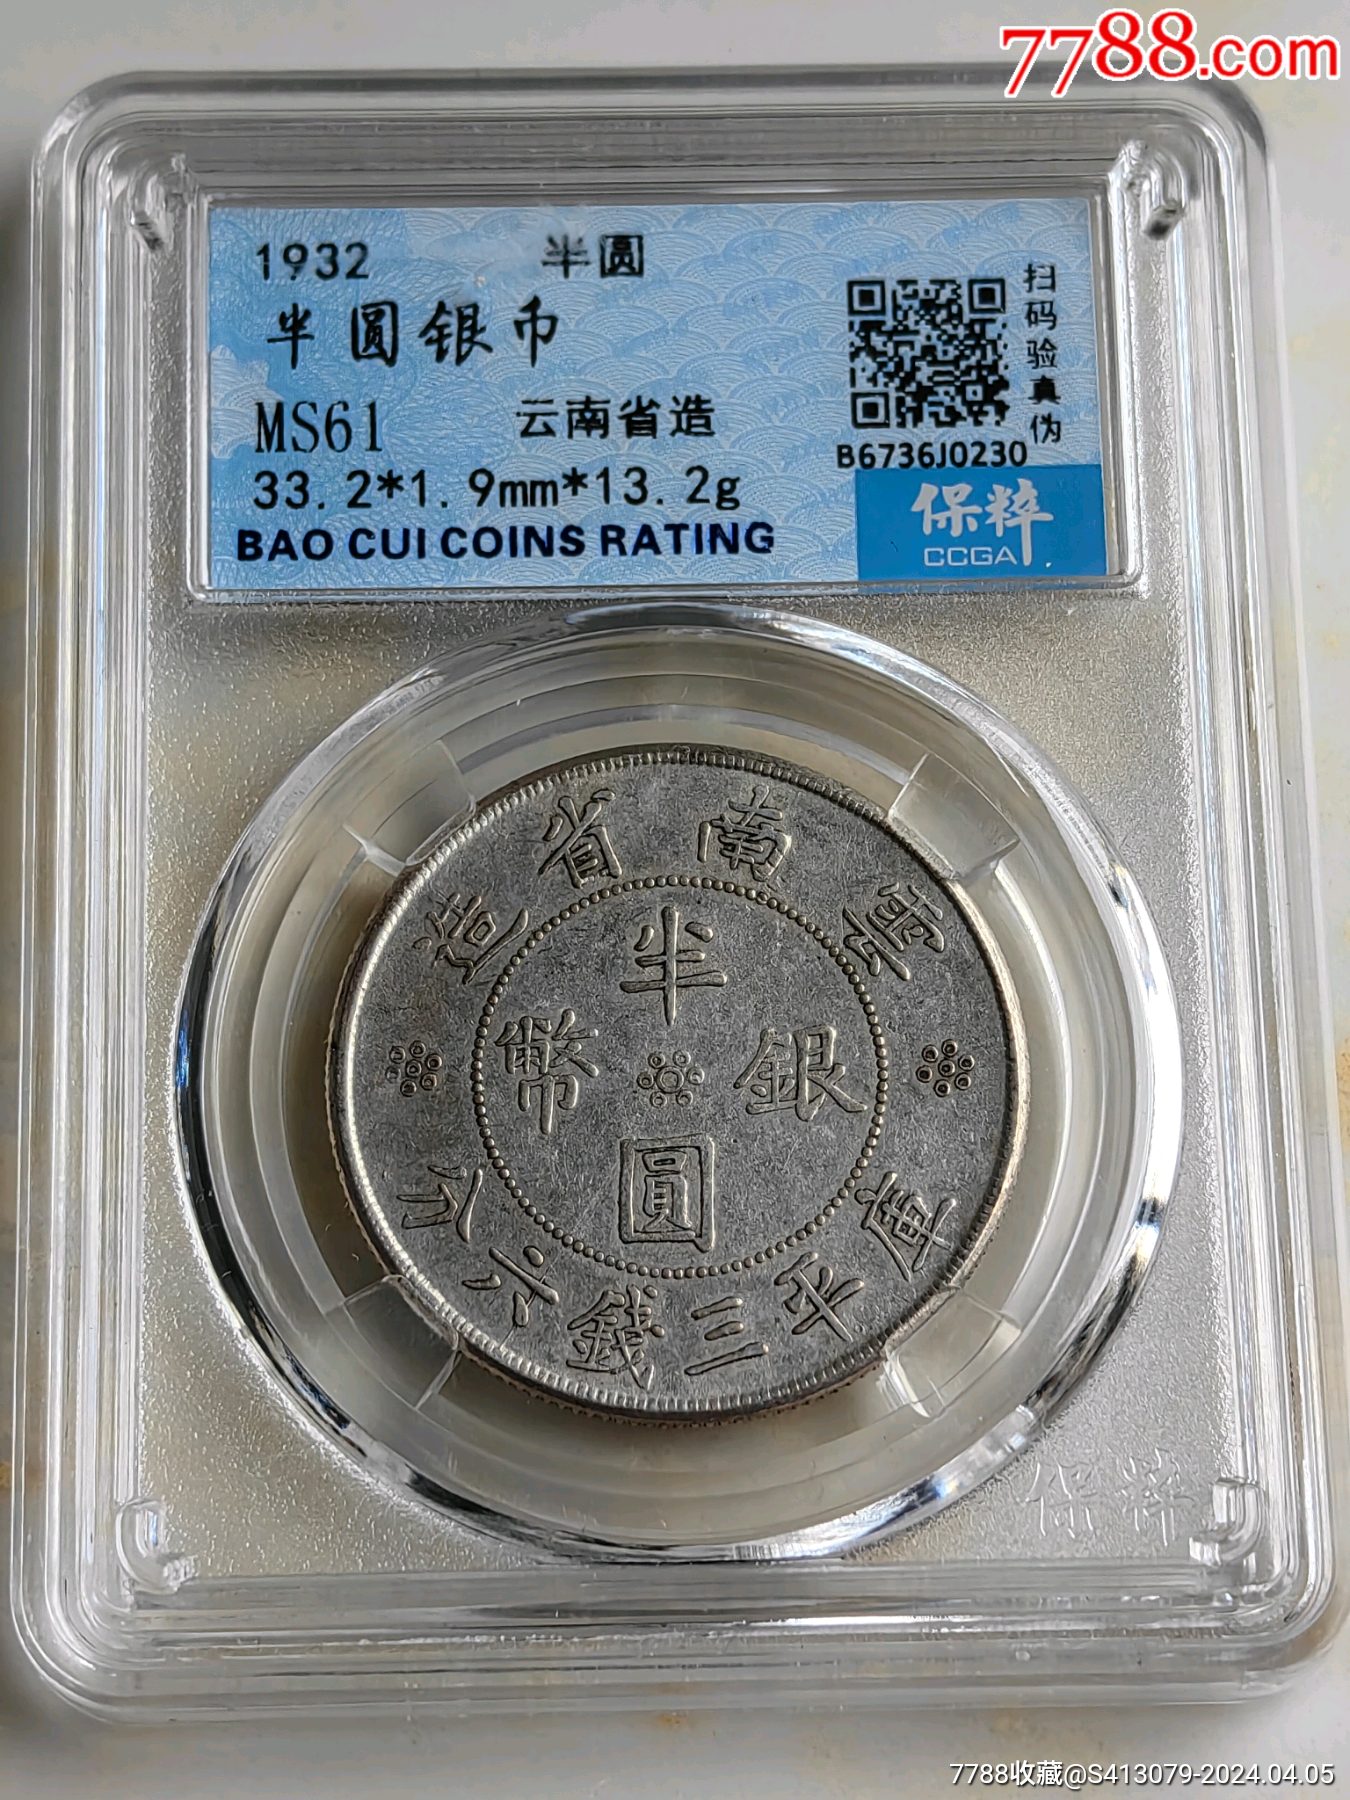 7788.com
1932 半圆
半圆银币
MS61 云南省造
33.2*1.9mm*13.2g
BAO CUI COINS RATING
扫码验真伪
B6736J0230
保粹
CCGA
雲南省造
半圓銀幣
庫平三錢六分
保粹
7788收藏@S413079-2024.04.05